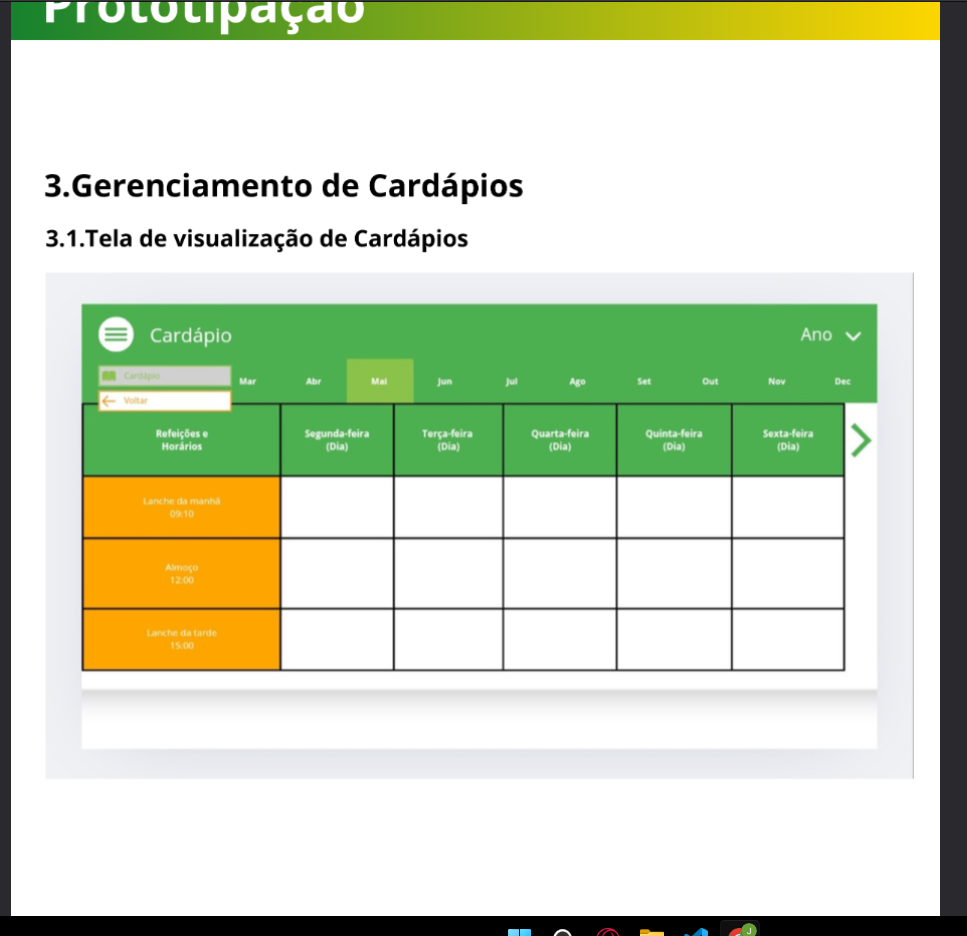 Prototipação
3.Gerenciamento de Cardápios
3.1.Tela de visualização de Cardápios
Cardápio
Ano
Cardápio
Mar Abr Mai Jun Jul Ago Set Out Nov Dec
Voltar
Refeições e
Horários
Segunda-feira
(Dia)
Terça-feira
(Dia)
Quarta-feira
(Dia)
Quinta-feira
(Dia)
Sexta-feira
(Dia)
Lanche da manhã
09:10
Almoço
12:00
Lanche da tarde
15:00
J